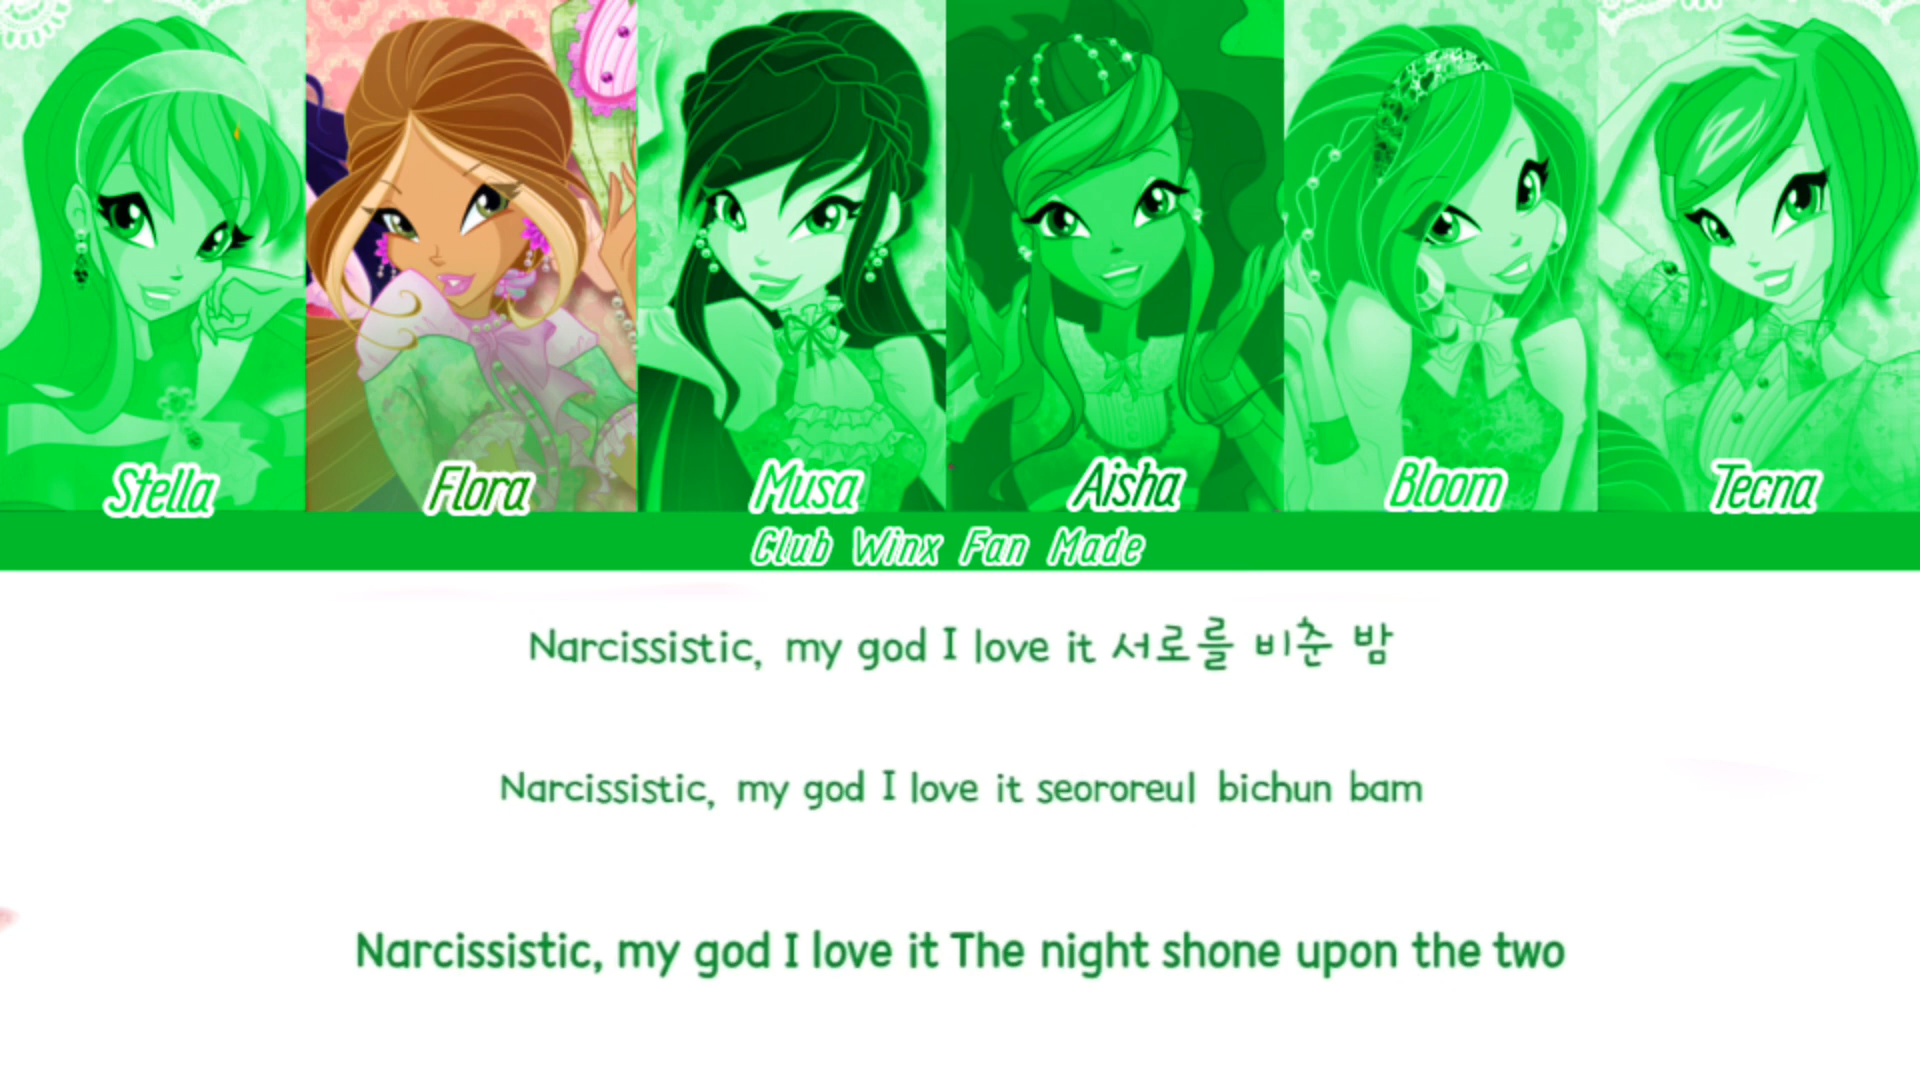 Stella Flora Musa Aisha Bloom Tecna
Club Winx Fan Made
Narcissistic, my god I love it 서로를 비춘 밤
Narcissistic, my god I love it seororeul bichun bam
Narcissistic, my god I love it The night shone upon the two